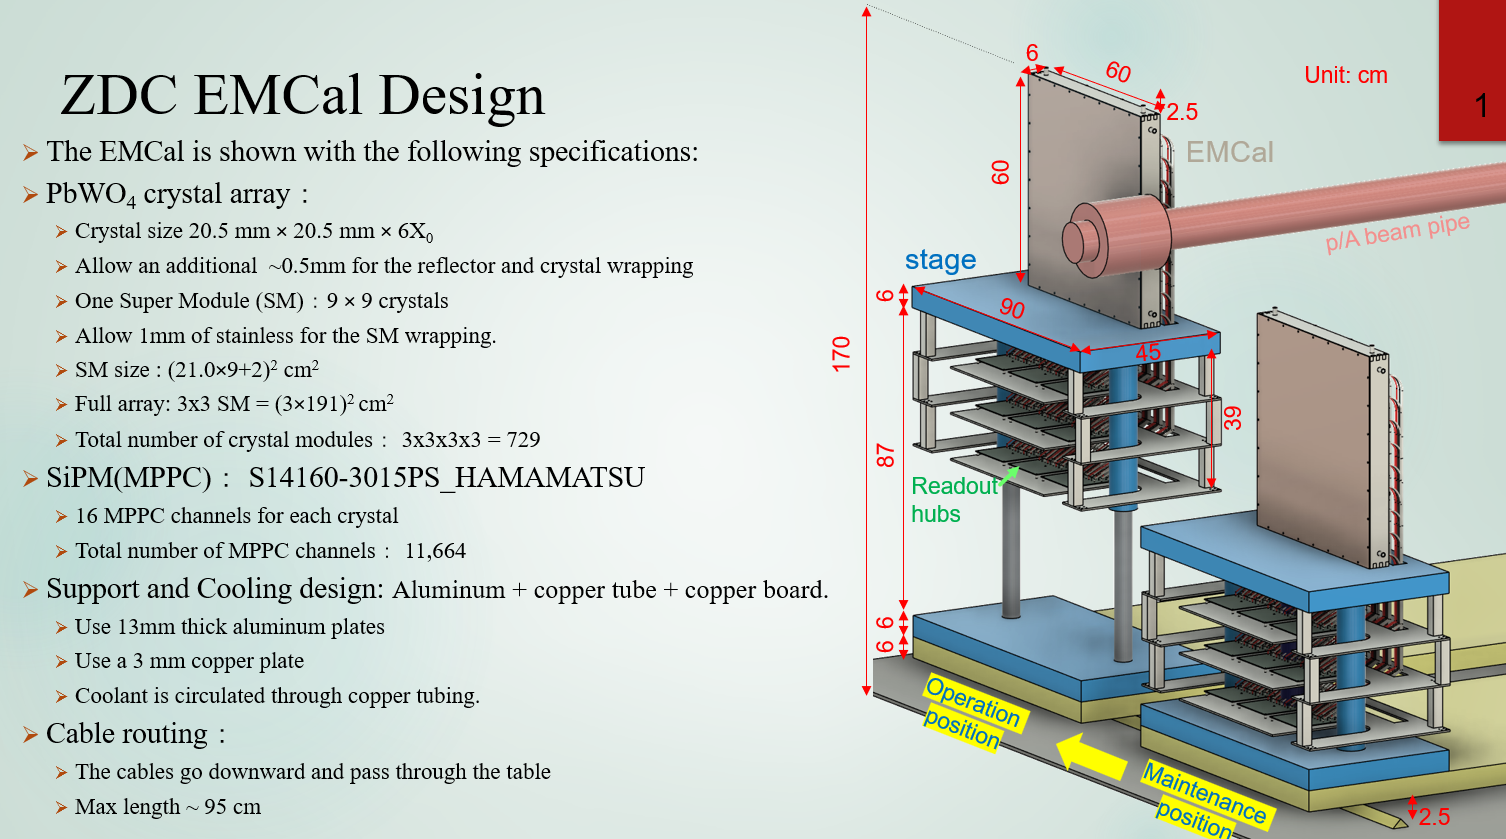 ZDC EMCal Design
The EMCal is shown with the following specifications:
PbWO₄ crystal array：
Crystal size 20.5 mm × 20.5 mm × 6X₀
Allow an additional ~0.5mm for the reflector and crystal wrapping
One Super Module (SM)：9 × 9 crystals
Allow 1mm of stainless for the SM wrapping.
SM size : (21.0×9+2)² cm²
Full array: 3x3 SM = (3×191)² cm²
Total number of crystal modules： 3x3x3x3 = 729
SiPM(MPPC)： S14160-3015PS_HAMAMATSU
16 MPPC channels for each crystal
Total number of MPPC channels： 11,664
Support and Cooling design: Aluminum + copper tube + copper board.
Use 13mm thick aluminum plates
Use a 3 mm copper plate
Coolant is circulated through copper tubing.
Cable routing：
The cables go downward and pass through the table
Max length ~ 95 cm
1
Unit: cm
6
60
2.5
EMCal
60
p/A beam pipe
stage
6
90
45
170
39
87
Readout
hubs
6
6
Operation
position
Maintenance
position
2.5